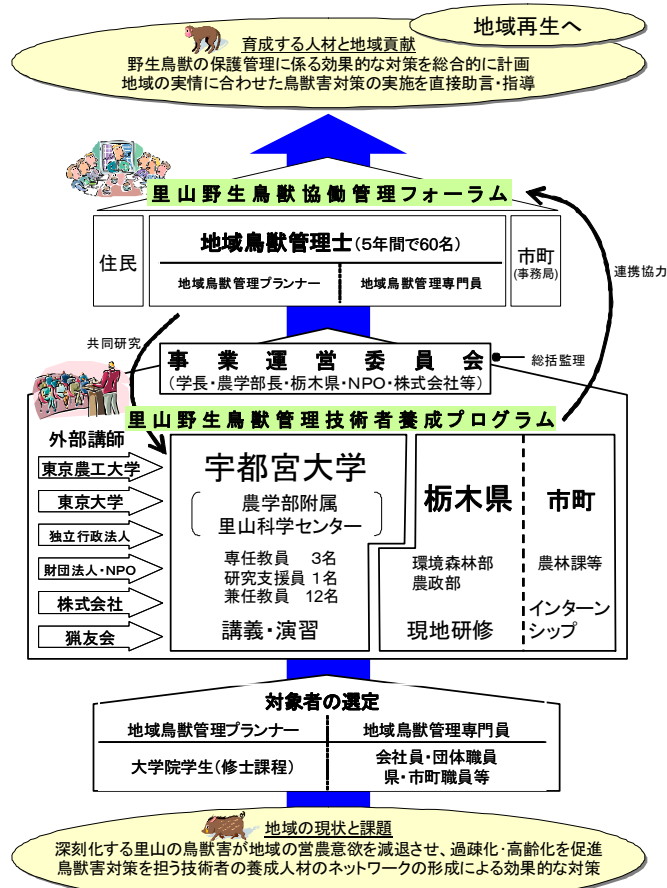 地域再生へ
育成する人材と地域貢献
野生鳥獣の保護管理に係る効果的な対策を総合的に計画
地域の実情に合わせた鳥獣害対策の実施を直接助言・指導
里山野生鳥獣協働管理フォーラム
住民
地域鳥獣管理士(5年間で60名)
地域鳥獣管理プランナー
地域鳥獣管理専門員
市町
(事務局)
連携協力
共同研究
事業運営委員会
(学長・農学部長・栃木県・NPO・株式会社等)
総括監理
里山野生鳥獣管理技術者養成プログラム
外部講師
東京農工大学
東京大学
独立行政法人
財団法人・NPO
株式会社
猟友会
宇都宮大学
農学部附属
里山科学センター
専任教員 3名
研究支援員 1名
兼任教員 12名
講義・演習
栃木県
環境森林部
農政部
現地研修
市町
農林課等
インターン
シップ
対象者の選定
地域鳥獣管理プランナー
地域鳥獣管理専門員
大学院学生(修士課程)
会社員・団体職員
県・市町職員等
地域の現状と課題
深刻化する里山の鳥獣害が地域の営農意欲を減退させ、過疎化・高齢化を促進
鳥獣害対策を担う技術者の養成人材のネットワークの形成による効果的な対策